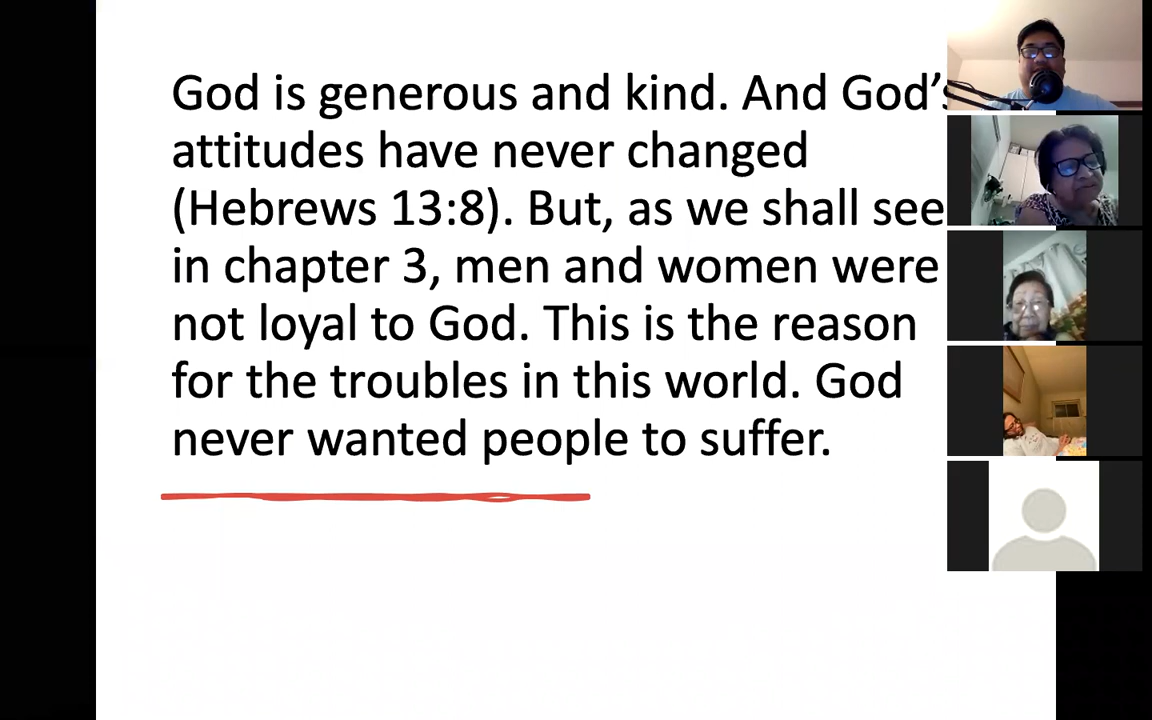 God is generous and kind. And God's
attitudes have never changed
(Hebrews 13:8). But, as we shall see
in chapter 3, men and women were
not loyal to God. This is the reason
for the troubles in this world. God
never wanted people to suffer.